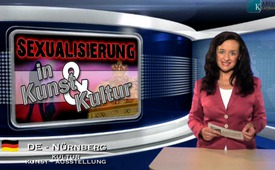 K
SEXUALISIERUNG
in
Kunst
&
Kultur
DE - NÜRNBERG
KULTUR
KUNST - AUSSTELLUNG